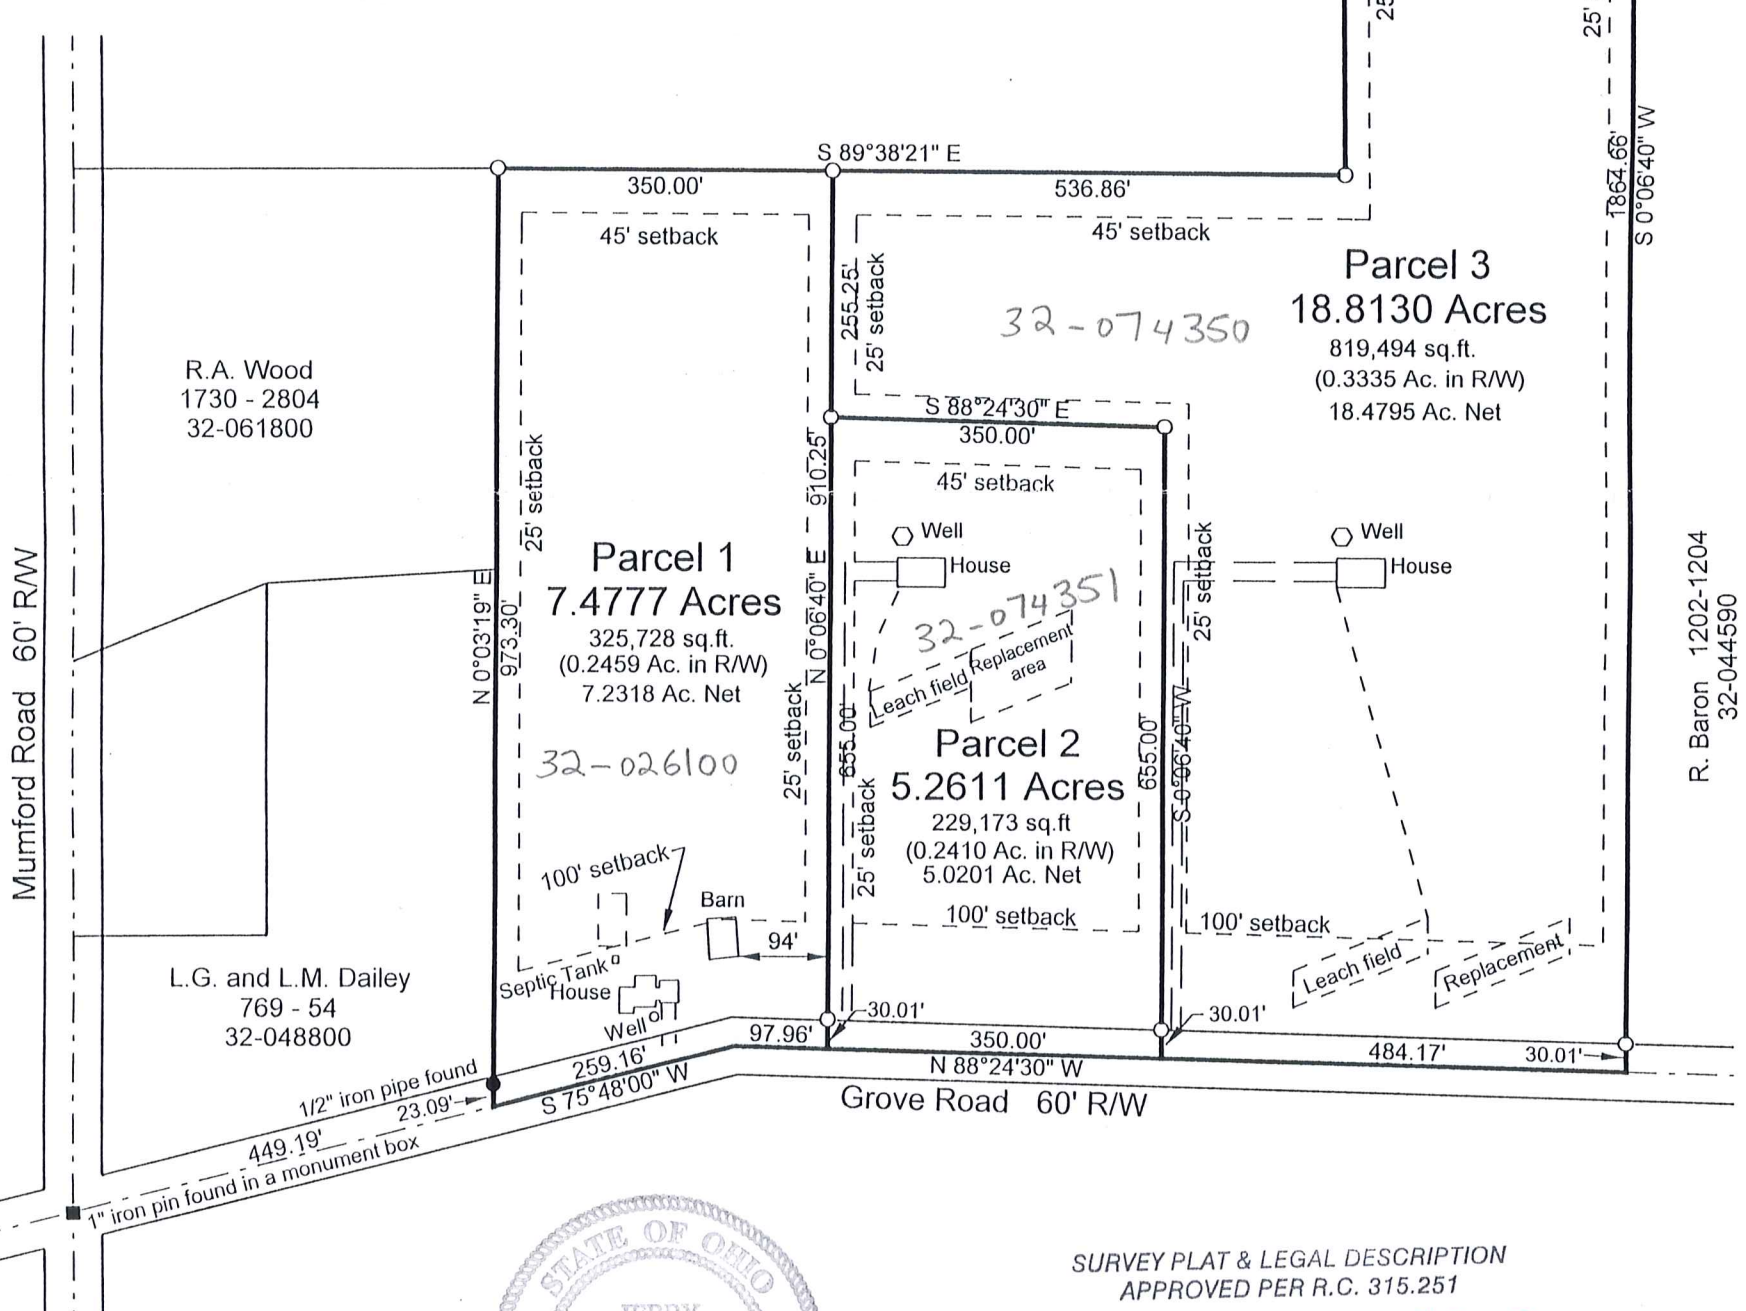 25'
25'
S 89°38'21" E
350.00'
536.86'
45' setback
45' setback
1864.66'
S 0°06'40" W
255.25'
25' setback
32-074350
Parcel 3
18.8130 Acres
819,494 sq.ft.
(0.3335 Ac. in R/W)
18.4795 Ac. Net
R.A. Wood
1730 - 2804
32-061800
S 88°24'30" E
350.00'
45' setback
25' setback
910.25'
N 0°06'40" E
Well
House
Well
House
25' setback
Mumford Road   60' R/W
N 0°03'19" E
973.30'
Parcel 1
7.4777 Acres
325,728 sq.ft.
(0.2459 Ac. in R/W)
7.2318 Ac. Net
32-026100
25' setback
32-074351
Leach field
Replacement
area
655.00'
25' setback
Parcel 2
5.2611 Acres
229,173 sq.ft
(0.2410 Ac. in R/W)
5.0201 Ac. Net
100' setback
655.00'
S 0°06'40" W
R. Baron   1202-1204
32-044590
100' setback
Leach field
Replacement
100' setback
Barn
94'
Septic Tank
House
Well
L.G. and L.M. Dailey
769 - 54
32-048800
30.01'
30.01'
97.96'
350.00'
484.17'
30.01'
259.16'
S 75°48'00" W
N 88°24'30" W
1/2" iron pipe found
23.09'
Grove Road   60' R/W
449.19'
1" iron pin found in a monument box
STATE OF OHIO
JERRY
SURVEY PLAT & LEGAL DESCRIPTION
APPROVED PER R.C. 315.251